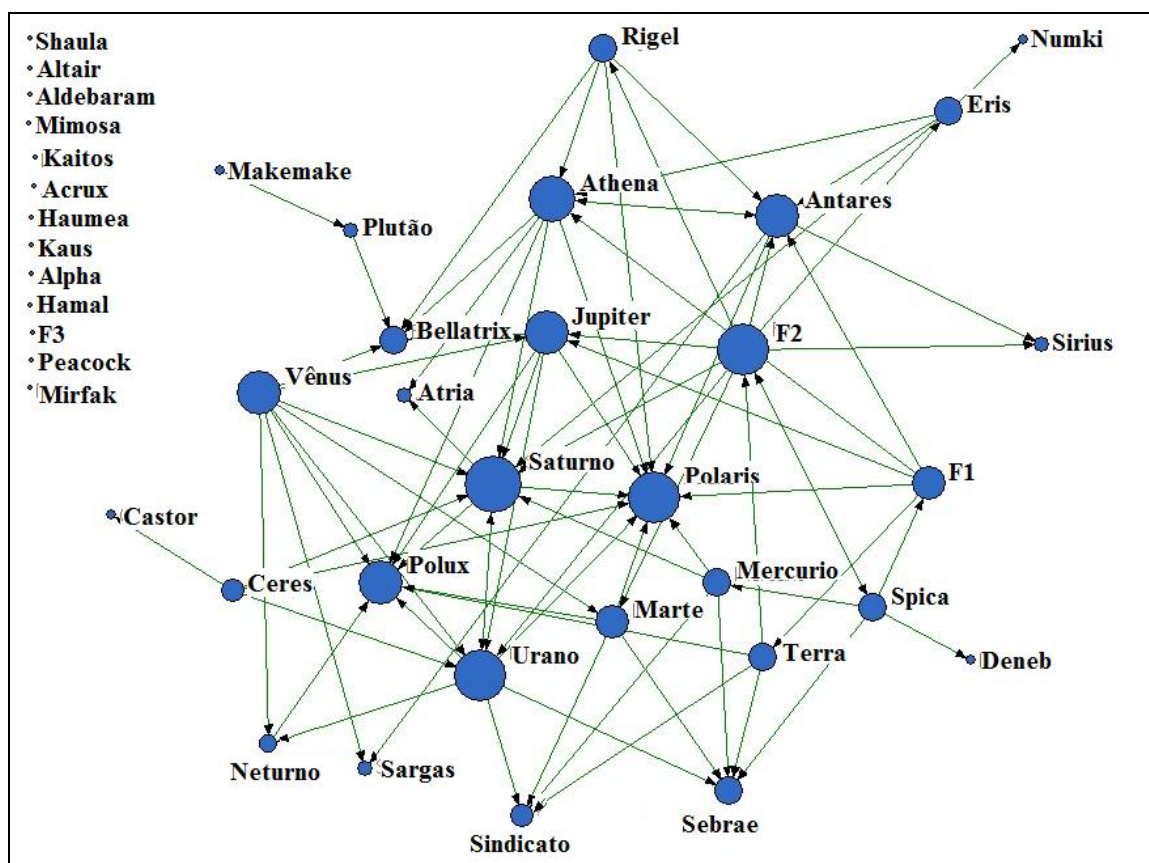 Shaula
Altair
Aldebaram
Mimosa
Kaitos
Acrux
Haumea
Kaus
Alpha
Hamal
F3
Peacock
Mirfak
Rigel
Numki
Eris
Makemake
Athena
Antares
Plutão
Jupiter
F2
Bellatrix
Sirius
Vênus
Atria
Saturno
Polaris
F1
Castor
Polux
Ceres
Mercurio
Spica
Marte
Urano
Terra
Deneb
Neturno
Sargas
Sindicato
Sebrae